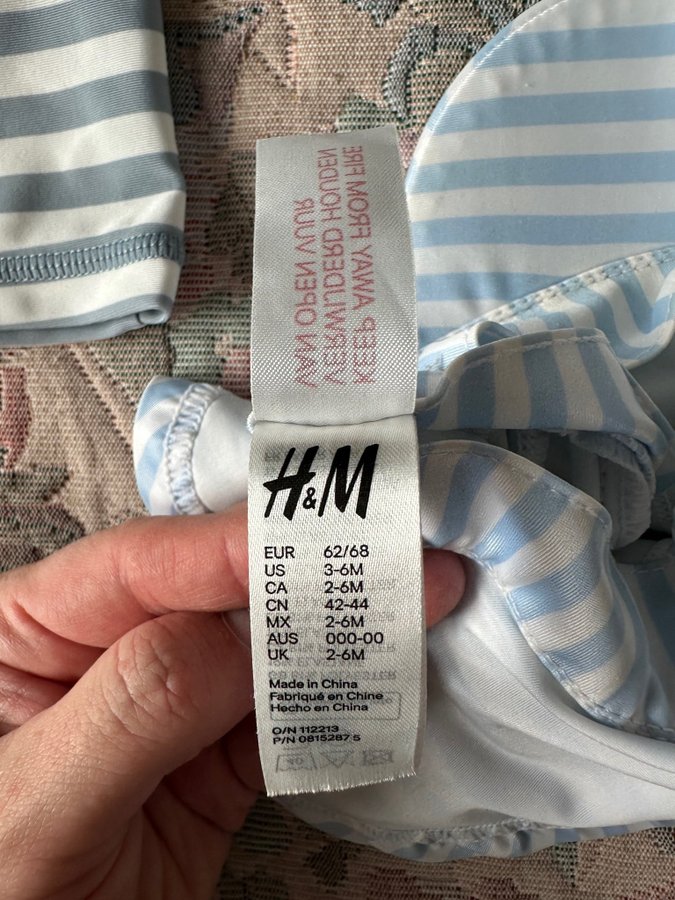 KEEP AWAY FROM FIRE
VERWIJDERD HOUDEN
VAN OPEN VUUR
H&M
EUR 62/68
US 3-6M
CA 2-6M
CN 42-44
MX 2-6M
AUS 000-00
UK 2-6M
Made in China
Fabriqué en Chine
Hecho en China
O/N 112213
P/N 0815287 5